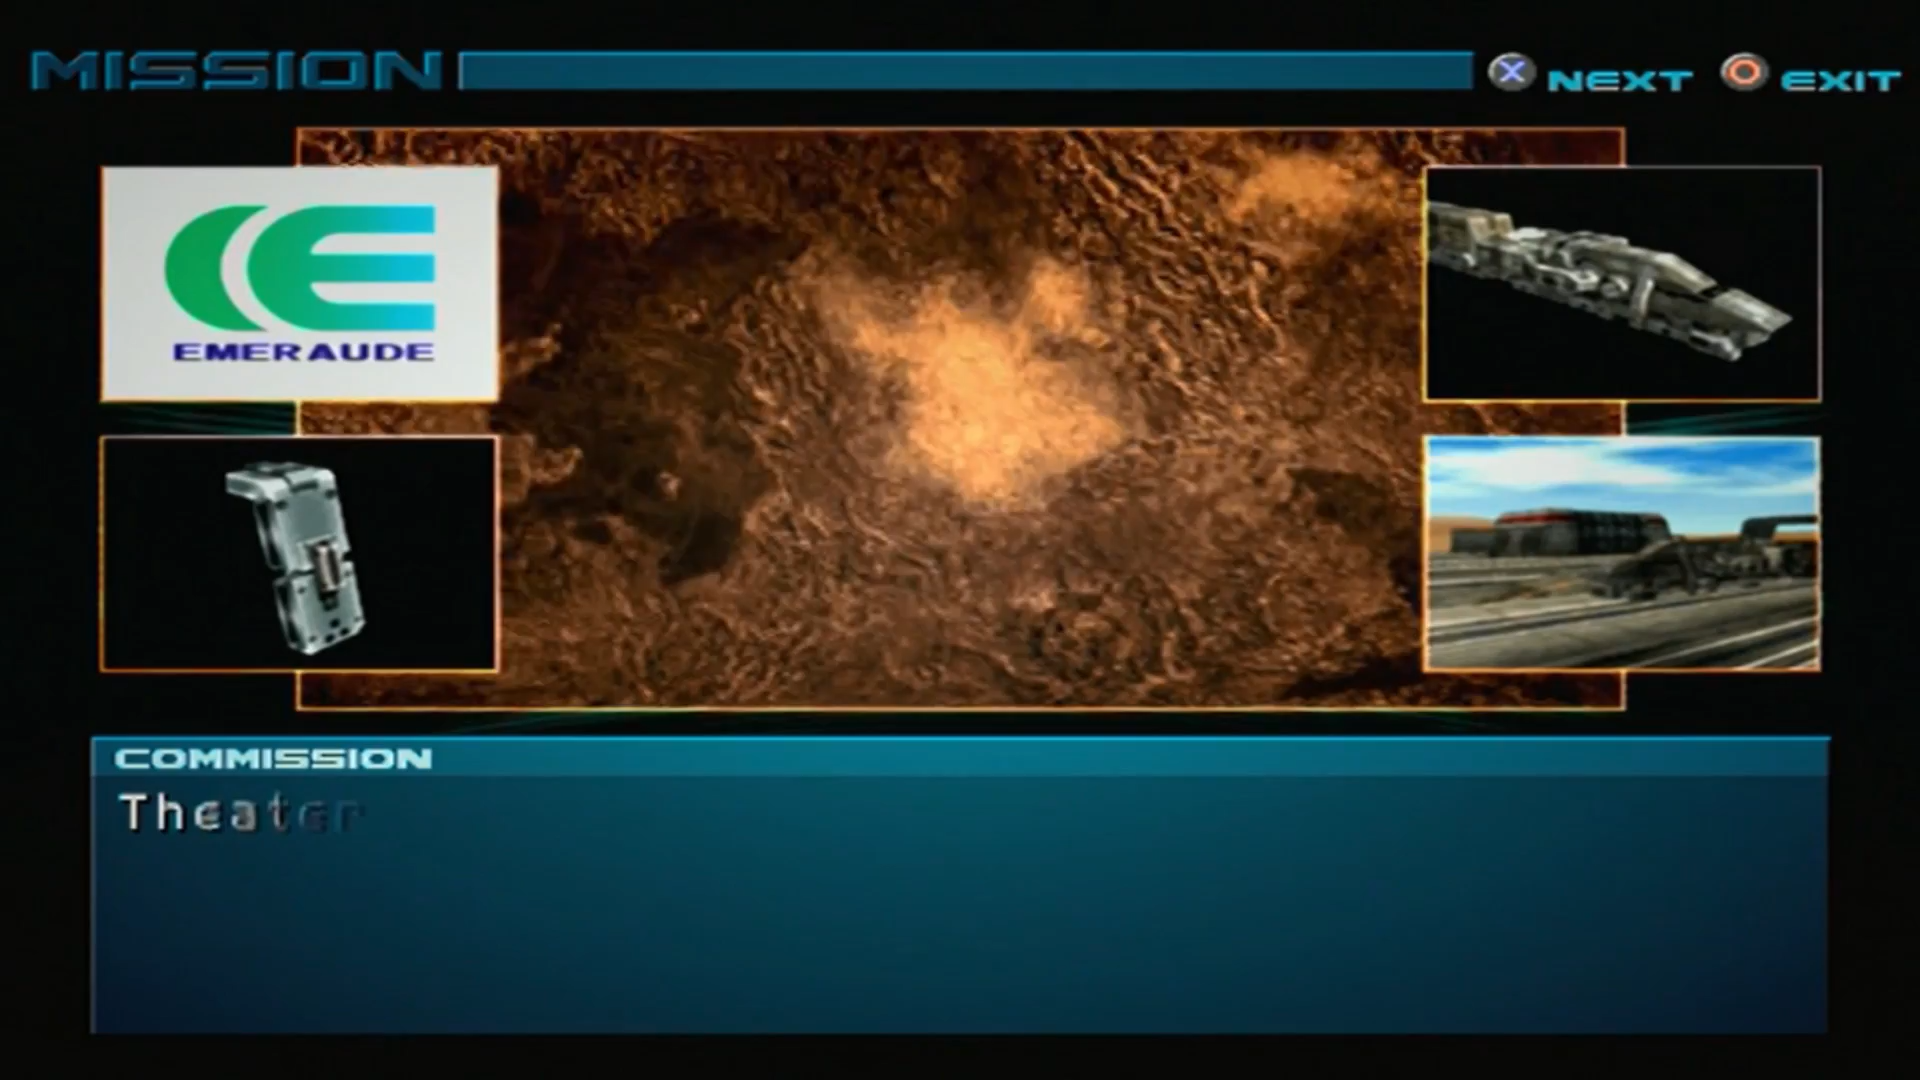 MISSION
NEXT
EXIT
EMERAUDE
COMMISSION
Theater